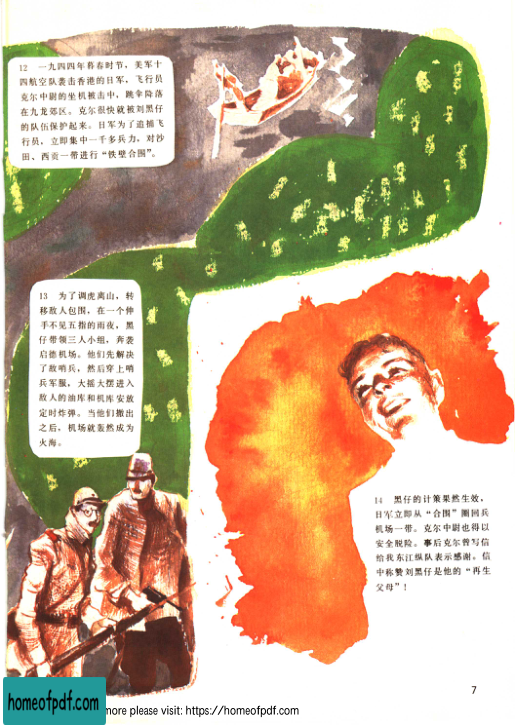 12 一九四四年暮春时节，美军十
四航空队袭击香港的日军，飞行员
克尔中尉的坐机被击中，跳伞降落
在九龙郊区。克尔很快就被刘黑仔
的队伍保护起来。日军为了追捕飞
行员，立即集中一千多兵力，对沙
田、西贡一带进行“铁壁合围”。
13 为了调虎离山，转
移敌人包围，在一个伸
手不见五指的雨夜，黑
仔带领三人小组，奔袭
启德机场。他们先解决
了敌哨兵，然后穿上哨
兵军服，大摇大摆进入
敌人的油库和机库安放
定时炸弹。当他们撤出
之后，机场就轰然成为
火海。
14 黑仔的计策果然生效，
日军立即从“合围”圈回兵
机场一带。克尔中尉也得以
安全脱险。事后克尔曾写信
给我东江纵队表示感谢。信
中称赞刘黑仔是他的“再生
父母”！
7
homeofpdf.com
more please visit: https://homeofpdf.com